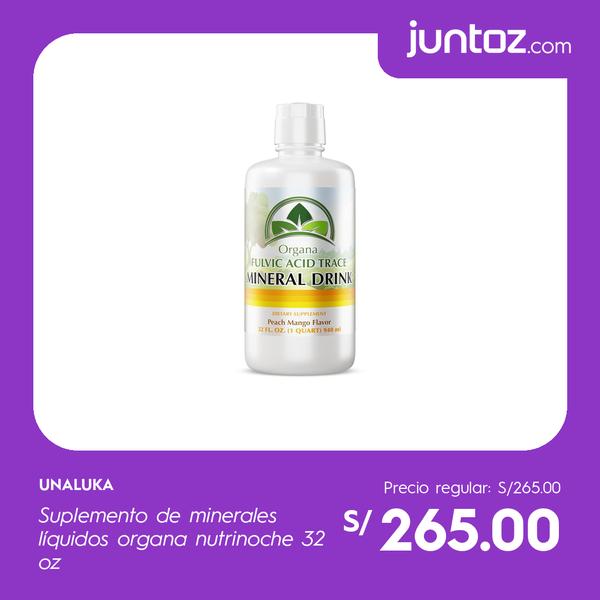 juntoz.com
Organa
FULVIC ACID TRACE
MINERAL DRINK
DIETARY SUPPLEMENT
Peach Mango Flavor
32 FL. OZ. (1 QUART) 940 ml
UNALUKA
Suplemento de minerales
líquidos organa nutrinoche 32
oz
Precio regular: S/265.00
S/ 265.00